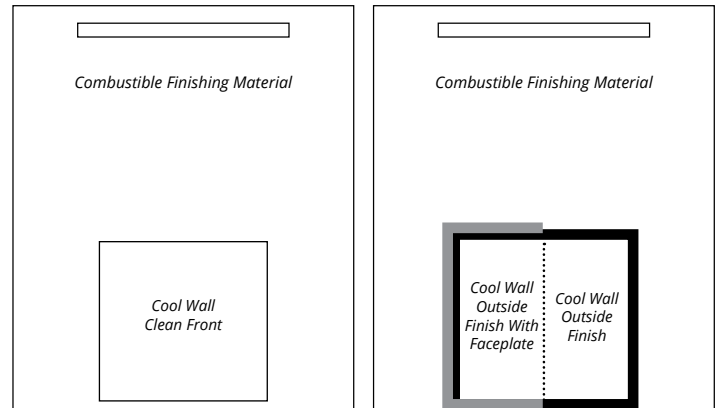 Combustible Finishing Material
Cool Wall
Clean Front
Combustible Finishing Material
Cool Wall
Outside
Finish With
Faceplate
Cool Wall
Outside
Finish